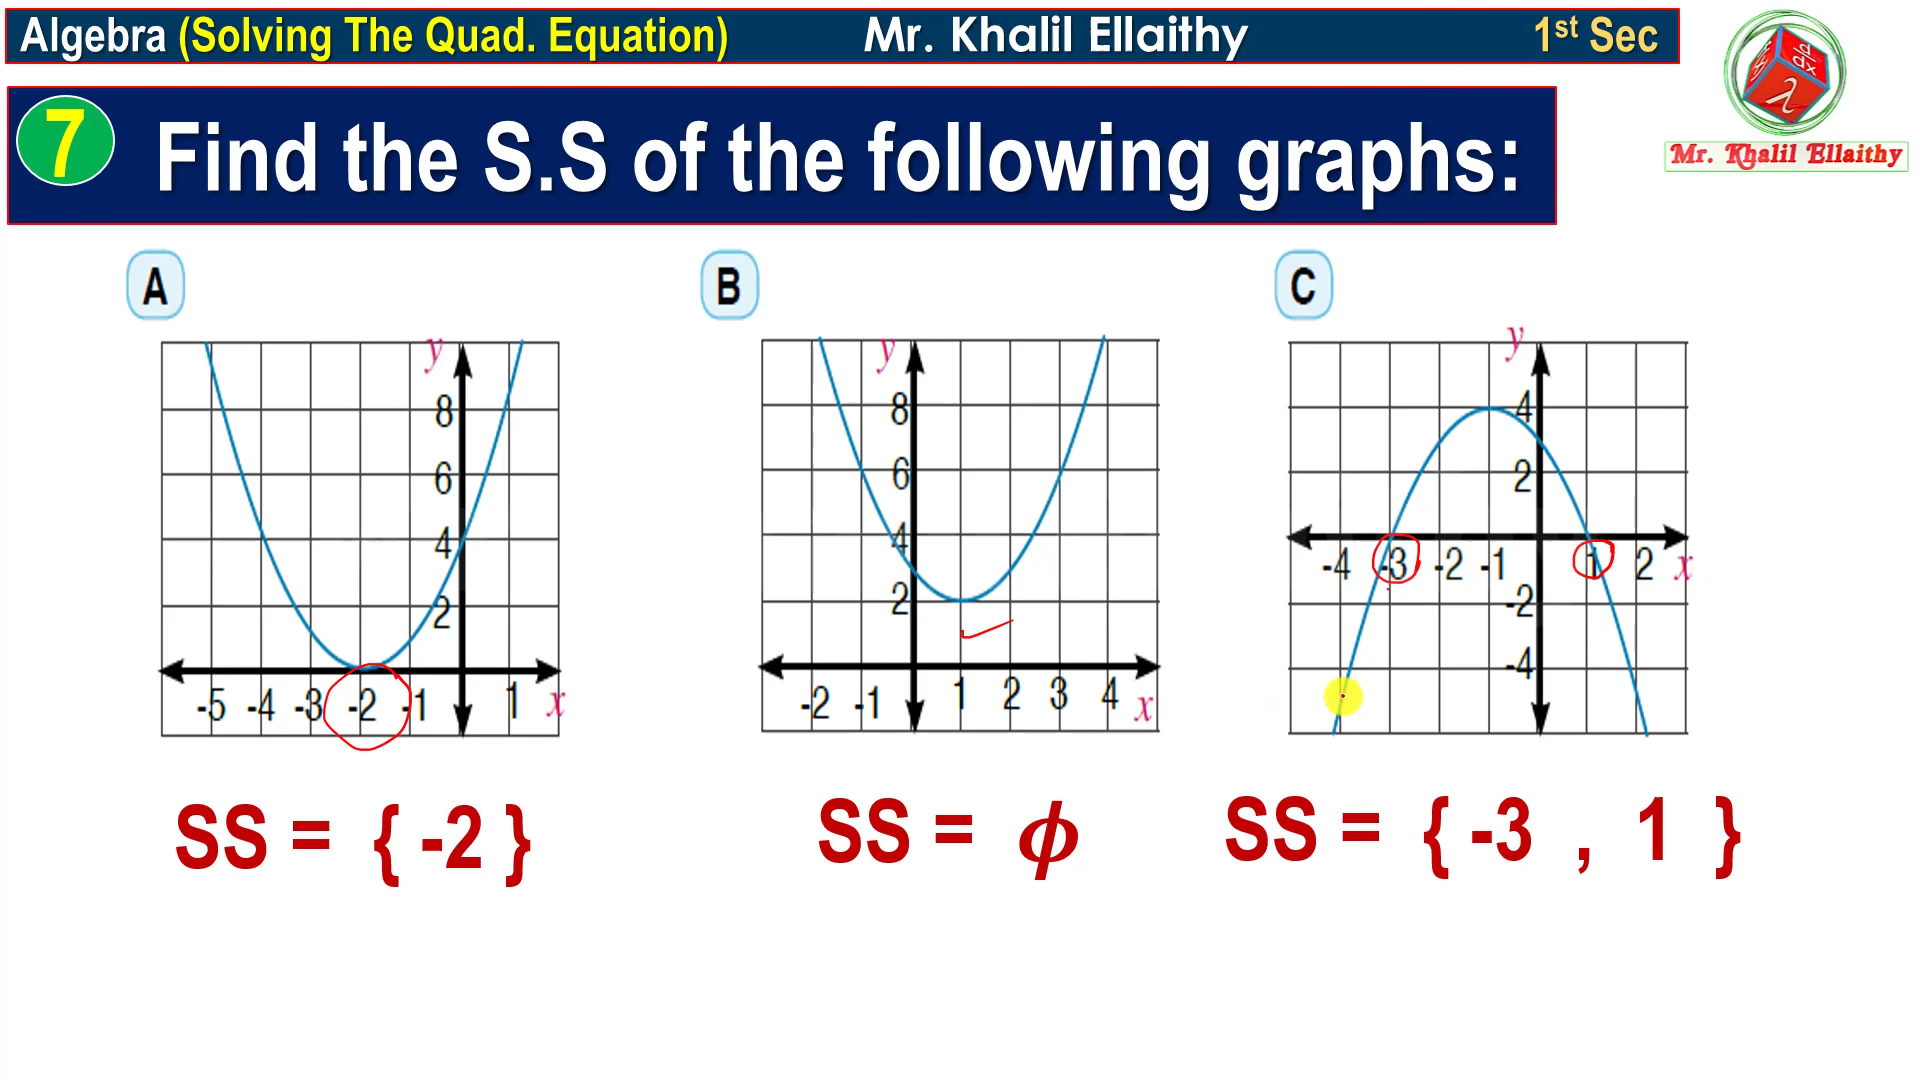 Algebra (Solving The Quad. Equation) Mr. Khalil Ellaithy 1st Sec
d
dx
λ
Mr. Khalil Ellaithy
7 Find the S.S of the following graphs:
A
y
8
6
4
2
-5 -4 -3 -2 -1 1 x
B
y
8
6
4
2
-2 -1 1 2 3 4 x
C
y
4
2
-4 -3 -2 -1 1 2 x
-2
-4
SS = { -2 }
SS = ϕ
SS = { -3 , 1 }